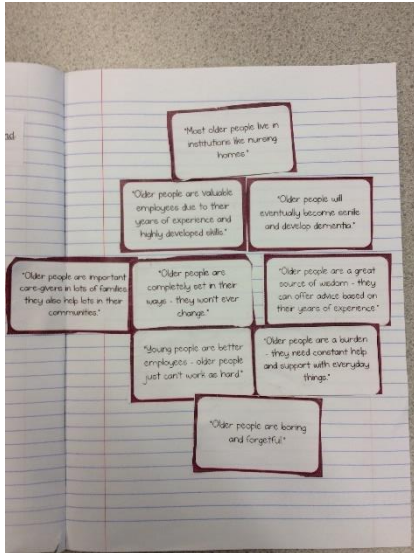 "Most older people live in
institutions like nursing
homes."
"Older people are valuable
employees due to their
years of experience and
highly developed skills."
"Older people will
eventually become senile
and develop dementia."
"Older people are important
care-givers in lots of families
they also help lots in their
communities."
"Older people are
completely set in their
ways - they won't ever
change."
"Older people are a great
source of wisdom - they
can offer advice based on
their years of experience."
"Young people are better
employees - older people
just can't work as hard."
"Older people are a burden
- they need constant help
and support with everyday
things."
"Older people are boring
and forgetful."